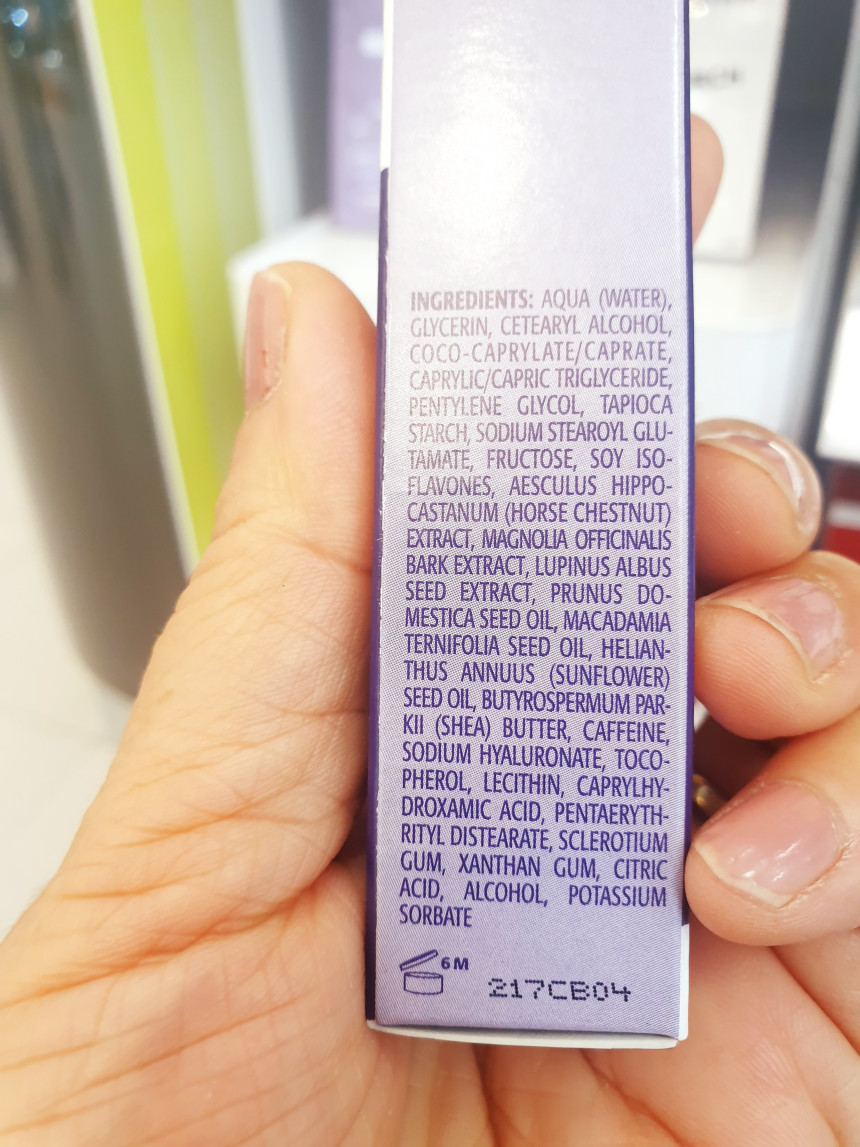 INGREDIENTS: AQUA (WATER),
GLYCERIN, CETEARYL ALCOHOL,
COCO-CAPRYLATE/CAPRATE,
CAPRYLIC/CAPRIC TRIGLYCERIDE,
PENTYLENE GLYCOL, TAPIOCA
STARCH, SODIUM STEAROYL GLU-
TAMATE, FRUCTOSE, SOY ISO-
FLAVONES, AESCULUS HIPPO-
CASTANUM (HORSE CHESTNUT)
EXTRACT, MAGNOLIA OFFICINALIS
BARK EXTRACT, LUPINUS ALBUS
SEED EXTRACT, PRUNUS DO-
MESTICA SEED OIL, MACADAMIA
TERNIFOLIA SEED OIL, HELIAN-
THUS ANNUUS (SUNFLOWER)
SEED OIL, BUTYROSPERMUM PAR-
KII (SHEA) BUTTER, CAFFEINE,
SODIUM HYALURONATE, TOCO-
PHEROL, LECITHIN, CAPRYLHY-
DROXAMIC ACID, PENTAERYTH-
RITYL DISTEARATE, SCLEROTIUM
GUM, XANTHAN GUM, CITRIC
ACID, ALCOHOL, POTASSIUM
SORBATE
6M
217CB04